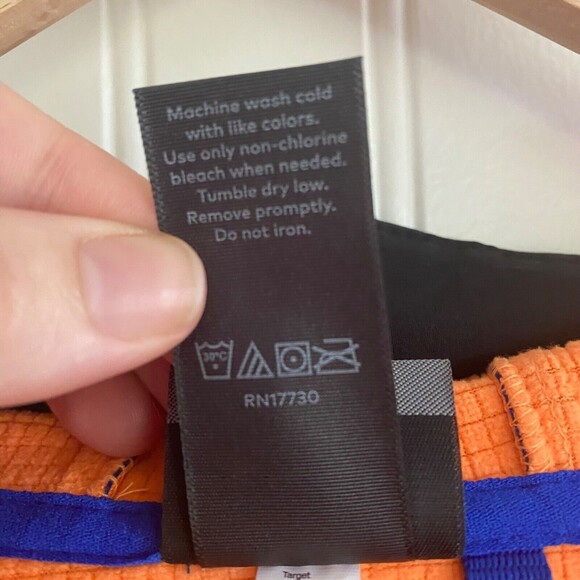 Machine wash cold
with like colors.
Use only non-chlorine
bleach when needed.
Tumble dry low.
Remove promptly.
Do not iron.
30°C
RN17730
Target